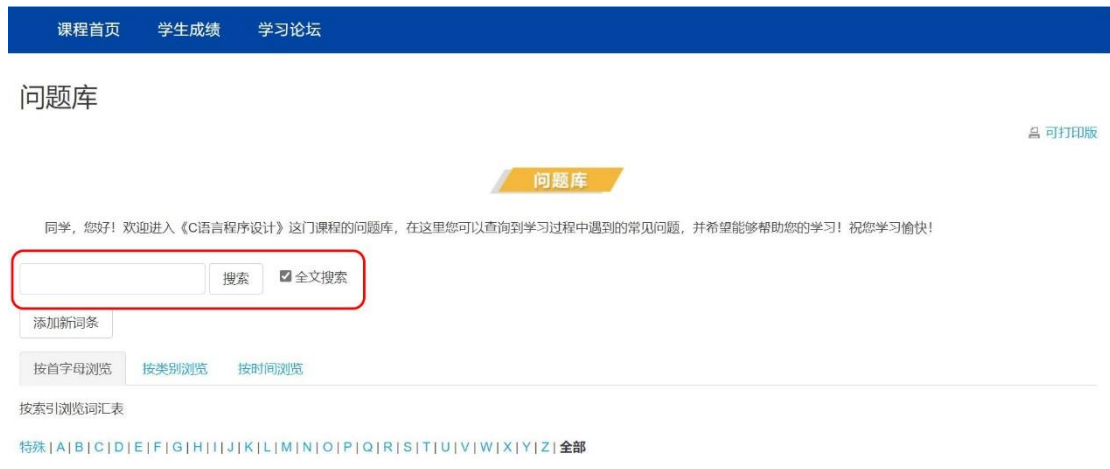 课程首页 学生成绩 学习论坛
问题库
可打印版
问题库
同学，您好！欢迎进入《C语言程序设计》这门课程的问题库，在这里您可以查询到学习过程中遇到的常见问题，并希望能够帮助您的学习！祝您学习愉快！
搜索 全文搜索
添加新词条
按首字母浏览 按类别浏览 按时间浏览
按索引浏览词汇表
特殊 | A | B | C | D | E | F | G | H | I | J | K | L | M | N | O | P | Q | R | S | T | U | V | W | X | Y | Z | 全部